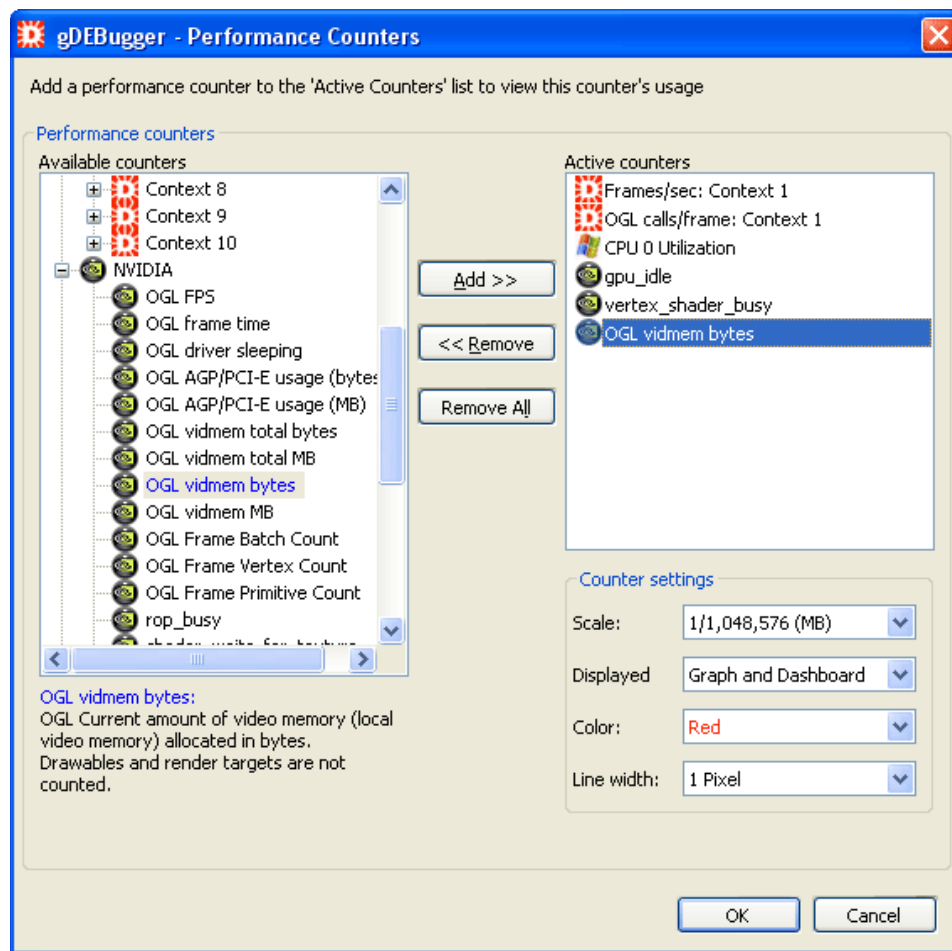 gDEBugger - Performance Counters
Add a performance counter to the 'Active Counters' list to view this counter's usage
Performance counters
Available counters
Context 8
Context 9
Context 10
NVIDIA
OGL FPS
OGL frame time
OGL driver sleeping
OGL AGP/PCI-E usage (bytes
OGL AGP/PCI-E usage (MB)
OGL vidmem total bytes
OGL vidmem total MB
OGL vidmem bytes
OGL vidmem MB
OGL Frame Batch Count
OGL Frame Vertex Count
OGL Frame Primitive Count
rop_busy
OGL vidmem bytes:
OGL Current amount of video memory (local
video memory) allocated in bytes.
Drawables and render targets are not
counted.
Add >>
<< Remove
Remove All
Active counters
Frames/sec: Context 1
OGL calls/frame: Context 1
CPU 0 Utilization
gpu_idle
vertex_shader_busy
OGL vidmem bytes
Counter settings
Scale: 1/1,048,576 (MB)
Displayed Graph and Dashboard
Color: Red
Line width: 1 Pixel
OK Cancel